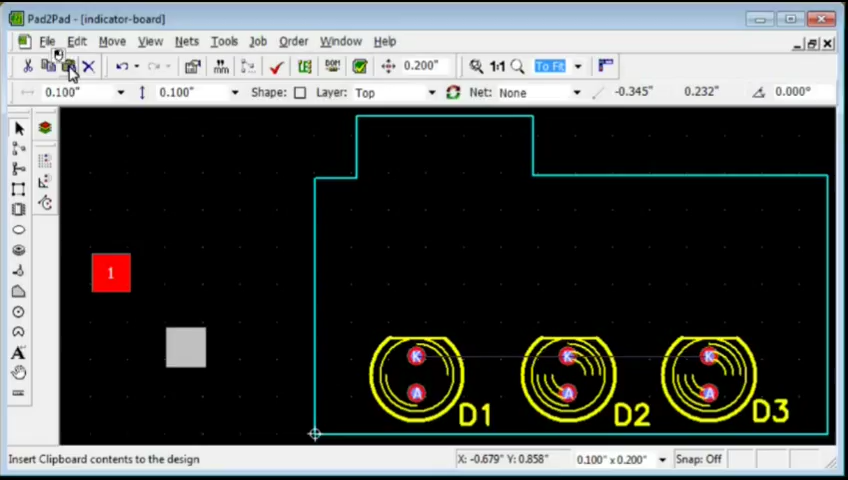 Pad2Pad - [indicator-board]
File Edit Move View Nets Tools Job Order Window Help
0.200" 1:1 To Fit
0.100" 0.100" Shape: Layer: Top Net: None -0.345" 0.232" 0.000°
1
K K K
A A A
D1 D2 D3
A
Insert Clipboard contents to the design X: -0.679" Y: 0.858" 0.100" x 0.200" Snap: Off